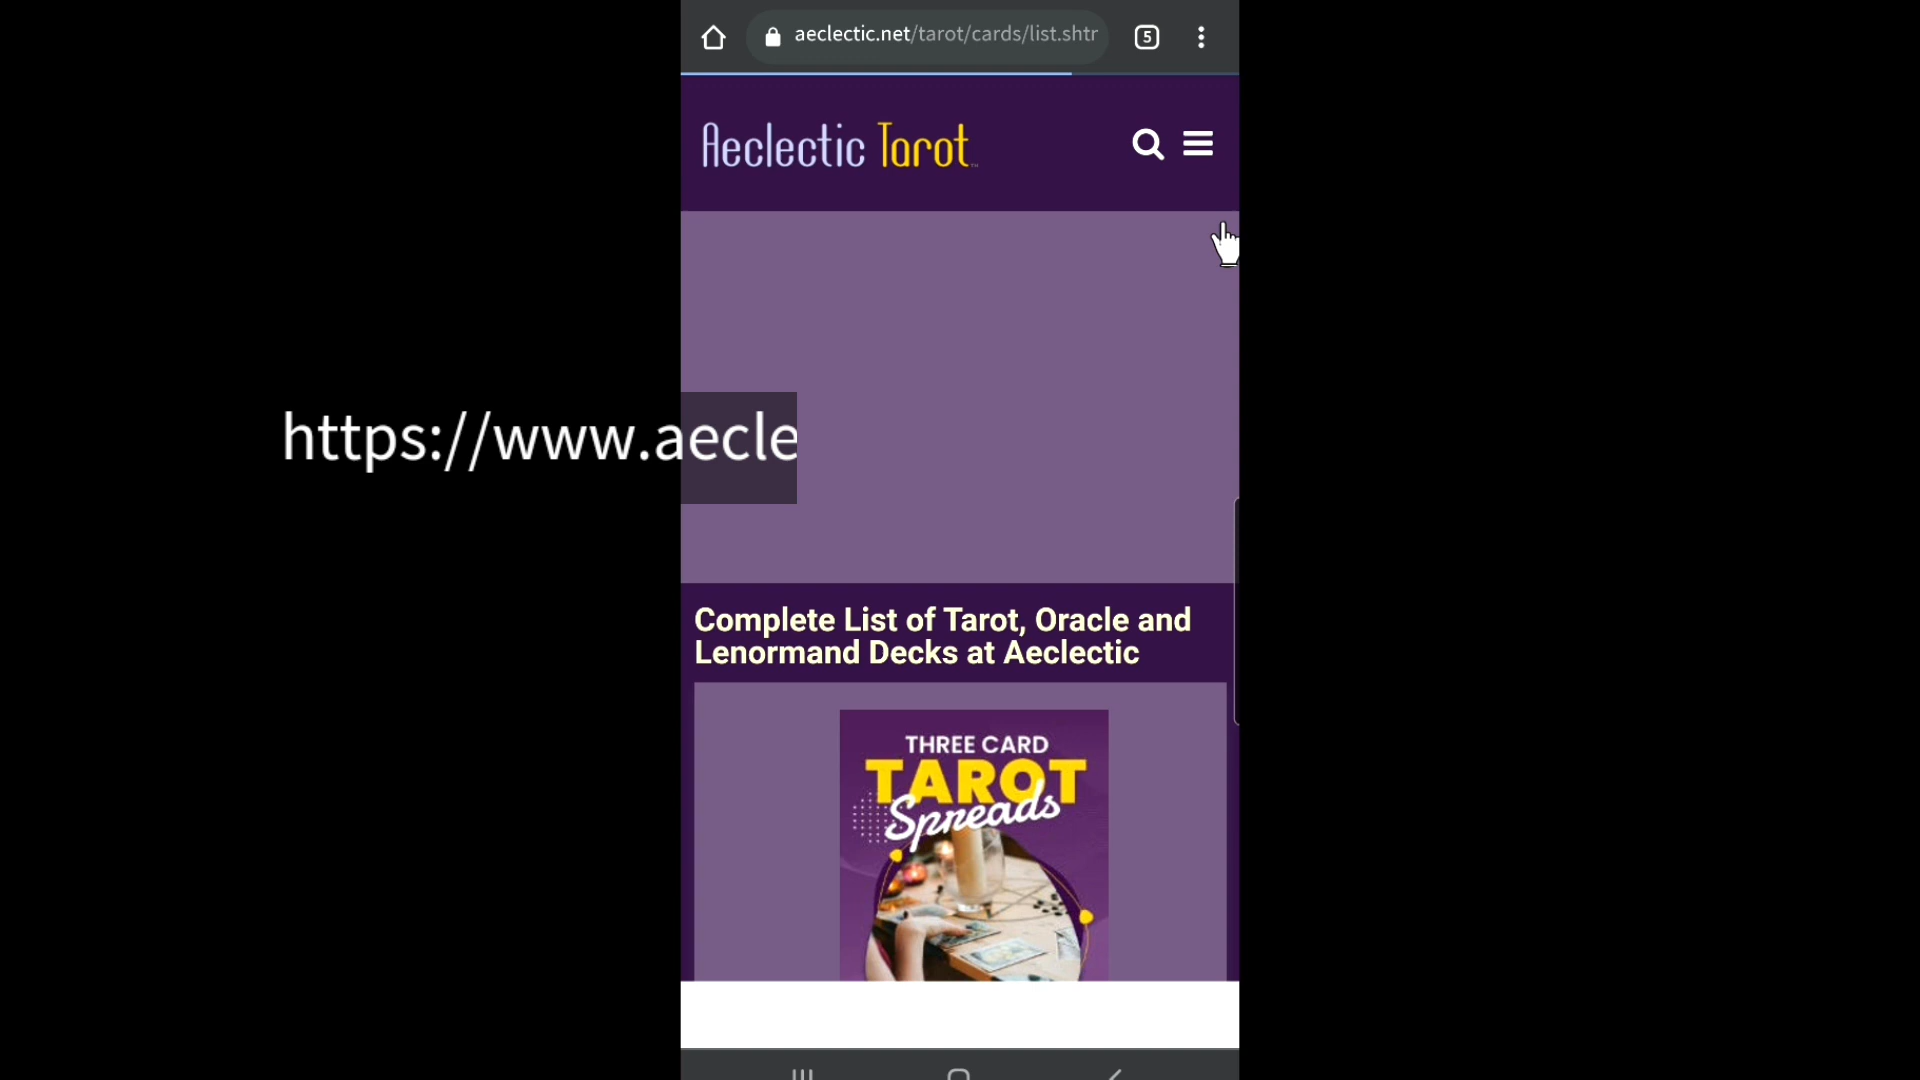 aeclectic.net/tarot/cards/list.shtr
5
Aeclectic Tarot
https://www.aecle
Complete List of Tarot, Oracle and
Lenormand Decks at Aeclectic
THREE CARD
TAROT
Spreads